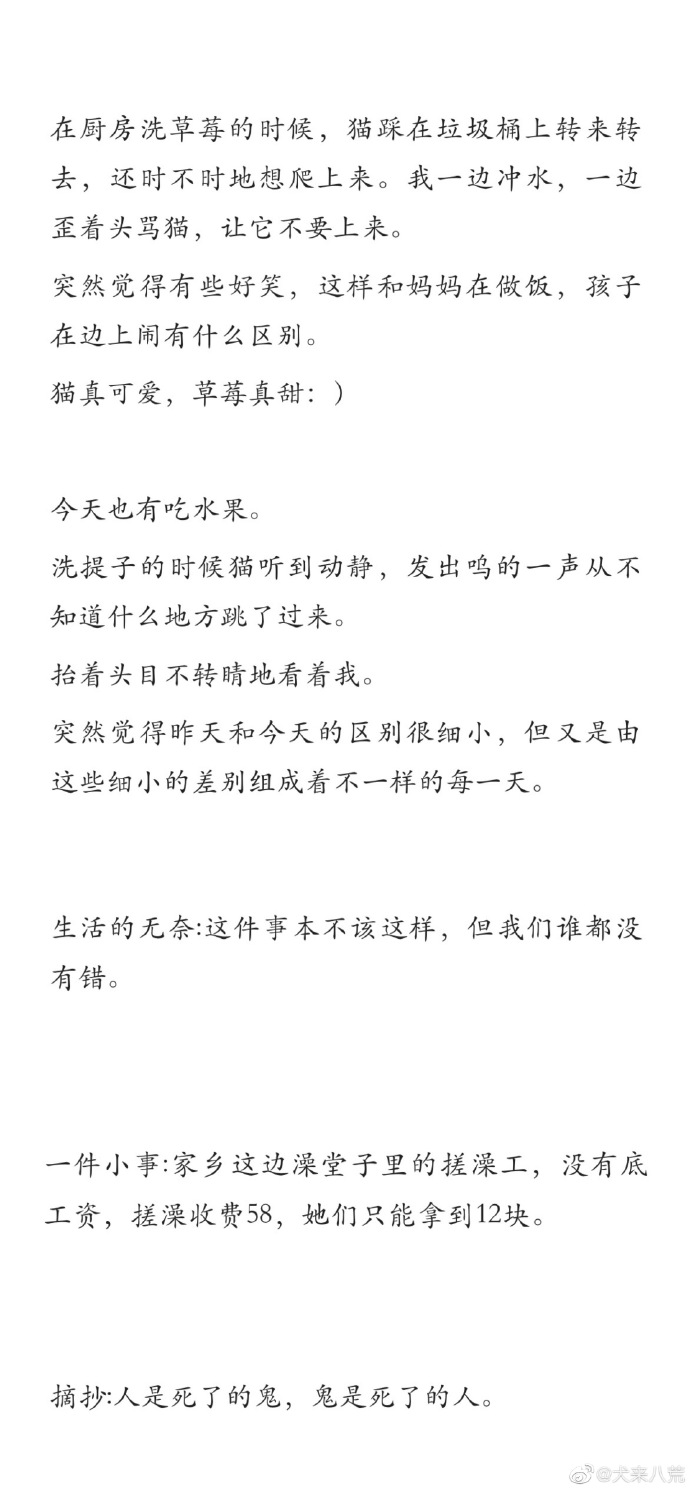 在厨房洗草莓的时候，猫踩在垃圾桶上转来转
去，还时不时地想爬上来。我一边冲水，一边
歪着头骂猫，让它不要上来。
突然觉得有些好笑，这样和妈妈在做饭，孩子
在边上闹有什么区别。
猫真可爱，草莓真甜：）
今天也有吃水果。
洗提子的时候猫听到动静，发出呜的一声从不
知道什么地方跳了过来。
抬着头目不转睛地看着我。
突然觉得昨天和今天的区别很细小，但又是由
这些细小的差别组成着不一样的每一天。
生活的无奈:这件事本不该这样，但我们谁都没
有错。
一件小事:家乡这边澡堂子里的搓澡工，没有底
工资，搓澡收费58，她们只能拿到12块。
摘抄:人是死了的鬼，鬼是死了的人。
@犬来八荒